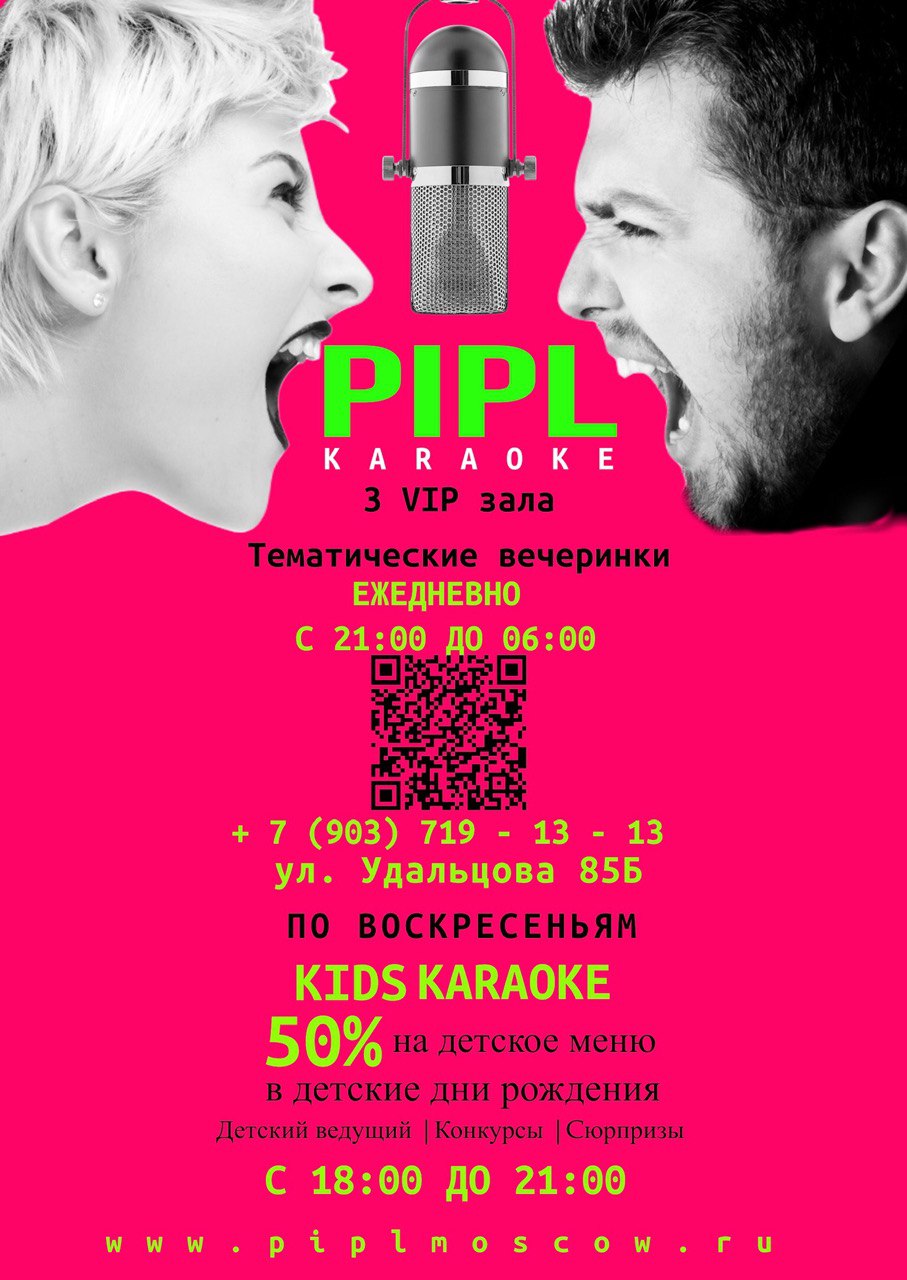 PIPL
KARAOKE
3 VIP зала
Тематические вечеринки
ЕЖЕДНЕВНО
С 21:00 ДО 06:00
+ 7 (903) 719 - 13 - 13
ул. Удальцова 85Б
ПО ВОСКРЕСЕНЬЯМ
KIDS KARAOKE
50% на детское меню
в детские дни рождения
Детский ведущий |Конкурсы |Сюрпризы
С 18:00 ДО 21:00
www.piplmoscow.ru